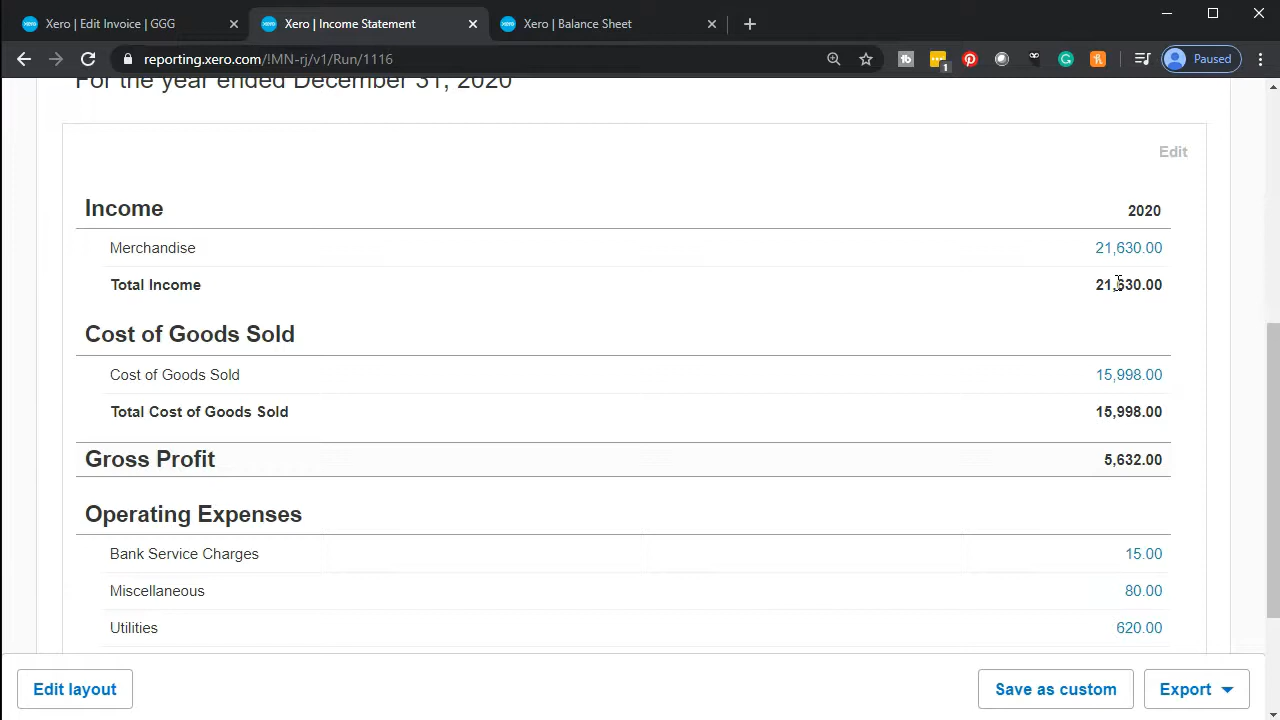 Xero | Edit Invoice | GGG
Xero | Income Statement
Xero | Balance Sheet
reporting.xero.com/!MN-rj/v1/Run/1116
1
Paused
For the year ended December 31, 2020
Edit
Income 2020
Merchandise 21,630.00
Total Income 21,630.00
Cost of Goods Sold
Cost of Goods Sold 15,998.00
Total Cost of Goods Sold 15,998.00
Gross Profit 5,632.00
Operating Expenses
Bank Service Charges 15.00
Miscellaneous 80.00
Utilities 620.00
Edit layout
Save as custom
Export